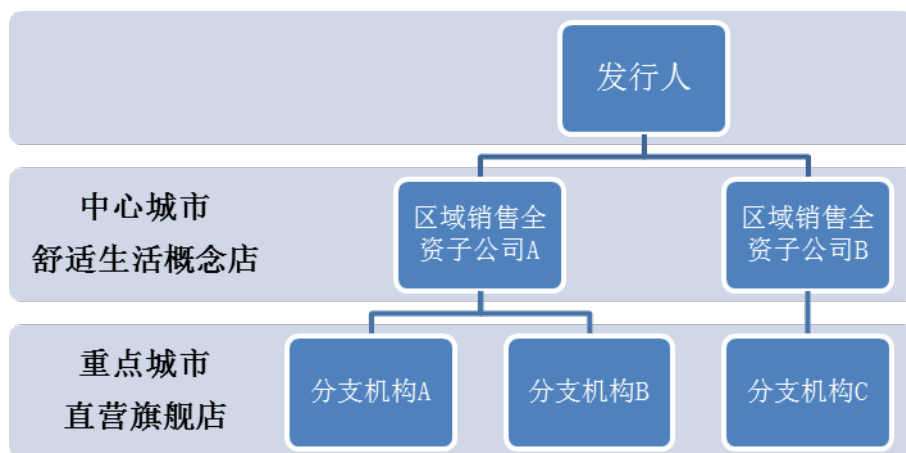 发行人
中心城市
舒适生活概念店
区域销售全
资子公司A
区域销售全
资子公司B
重点城市
直营旗舰店
分支机构A
分支机构B
分支机构C